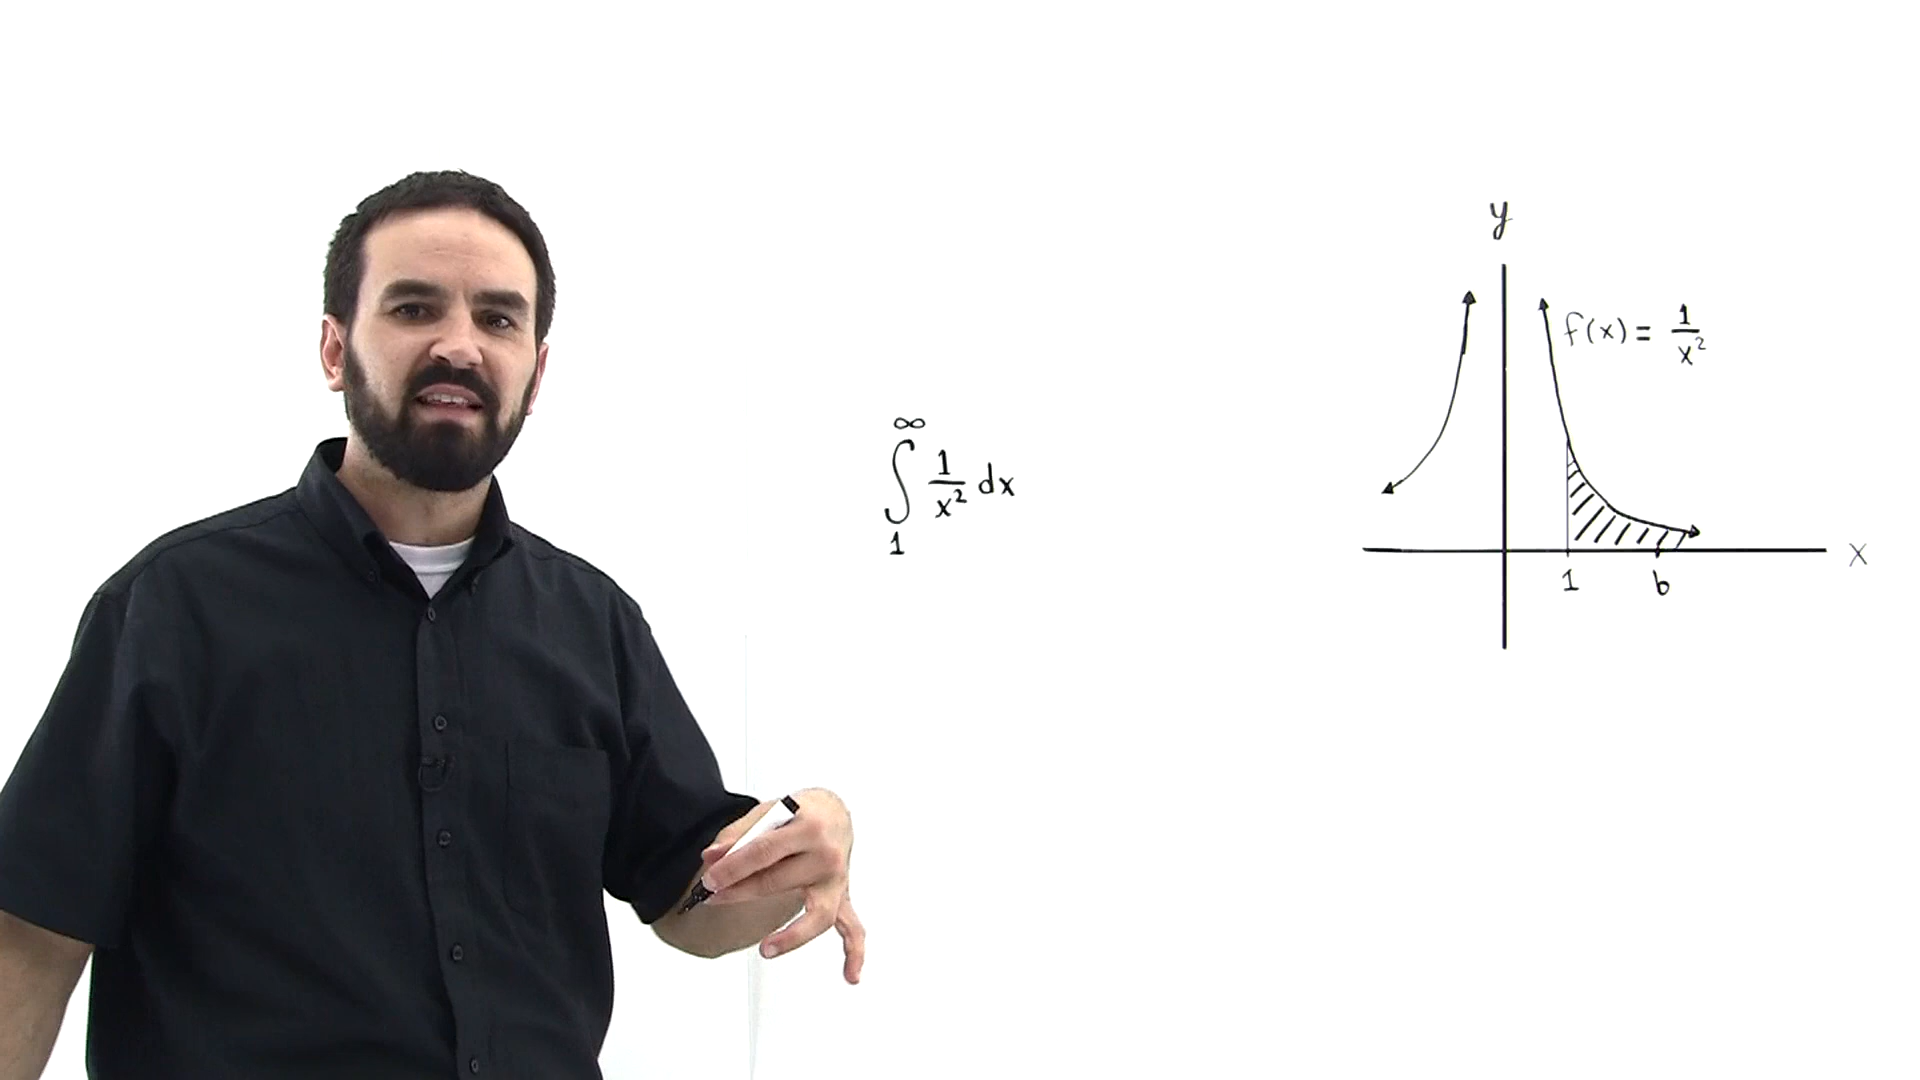 ∞
∫ 1/x² dx
1
y
f(x) = 1/x²
x
1 b